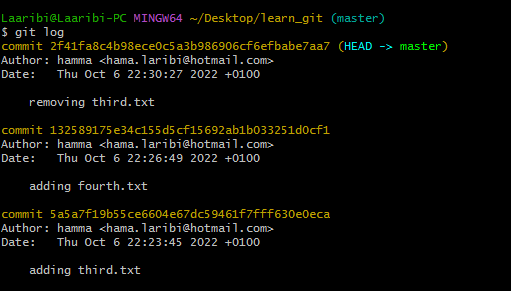 Laaribi@Laaribi-PC MINGW64 ~/Desktop/learn_git (master)
$ git log
commit 2f41fa8c4b98ece0c5a3b986906cf6efbabe7aa7 (HEAD -> master)
Author: hamma <hama.laribi@hotmail.com>
Date:   Thu Oct 6 22:30:27 2022 +0100
    removing third.txt
commit 132589175e34c155d5cf15692ab1b033251d0cf1
Author: hamma <hama.laribi@hotmail.com>
Date:   Thu Oct 6 22:26:49 2022 +0100
    adding fourth.txt
commit 5a5a7f19b55ce6604e67dc59461f7fff630e0eca
Author: hamma <hama.laribi@hotmail.com>
Date:   Thu Oct 6 22:23:45 2022 +0100
    adding third.txt